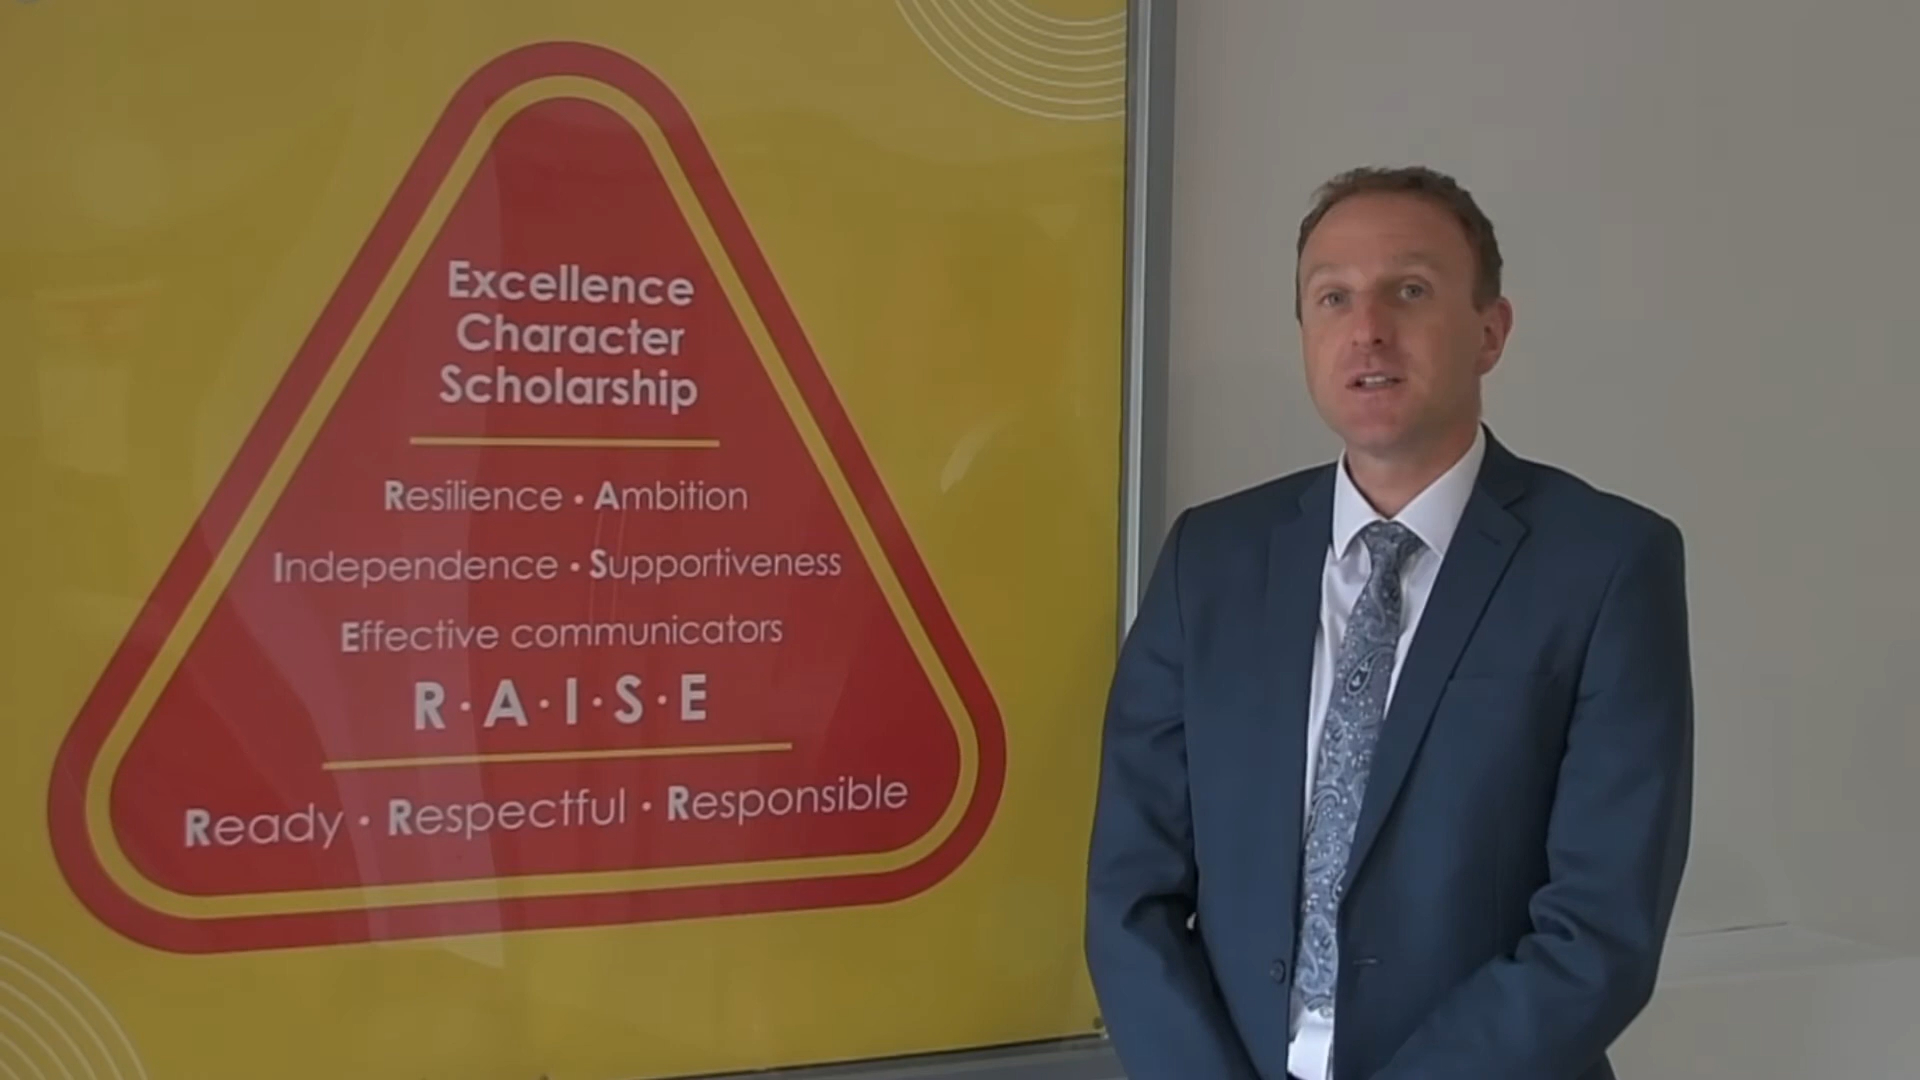 Excellence
Character
Scholarship
Resilience · Ambition
Independence · Supportiveness
Effective communicators
R·A·I·S·E
Ready · Respectful · Responsible